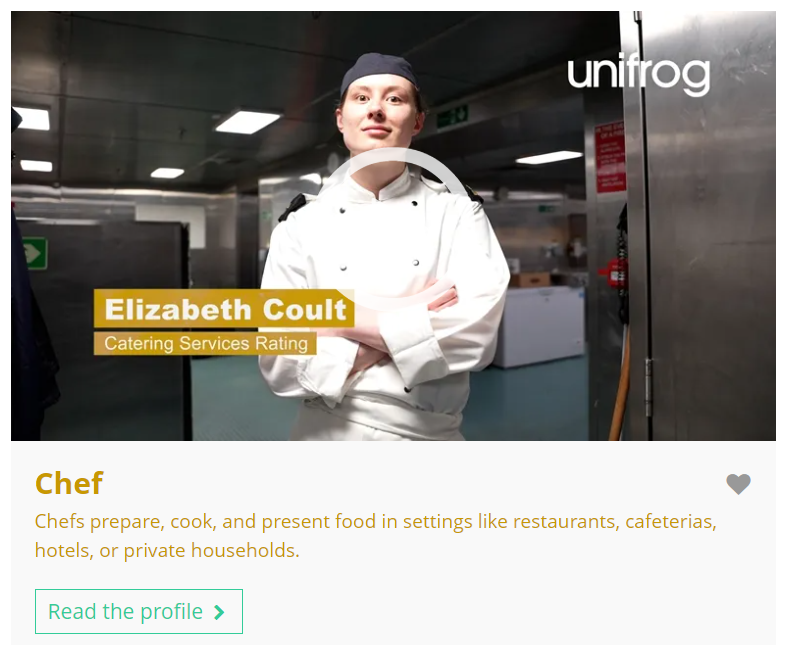 unifrog
Elizabeth Coult
Catering Services Rating
Chef
Chefs prepare, cook, and present food in settings like restaurants, cafeterias,
hotels, or private households.
Read the profile